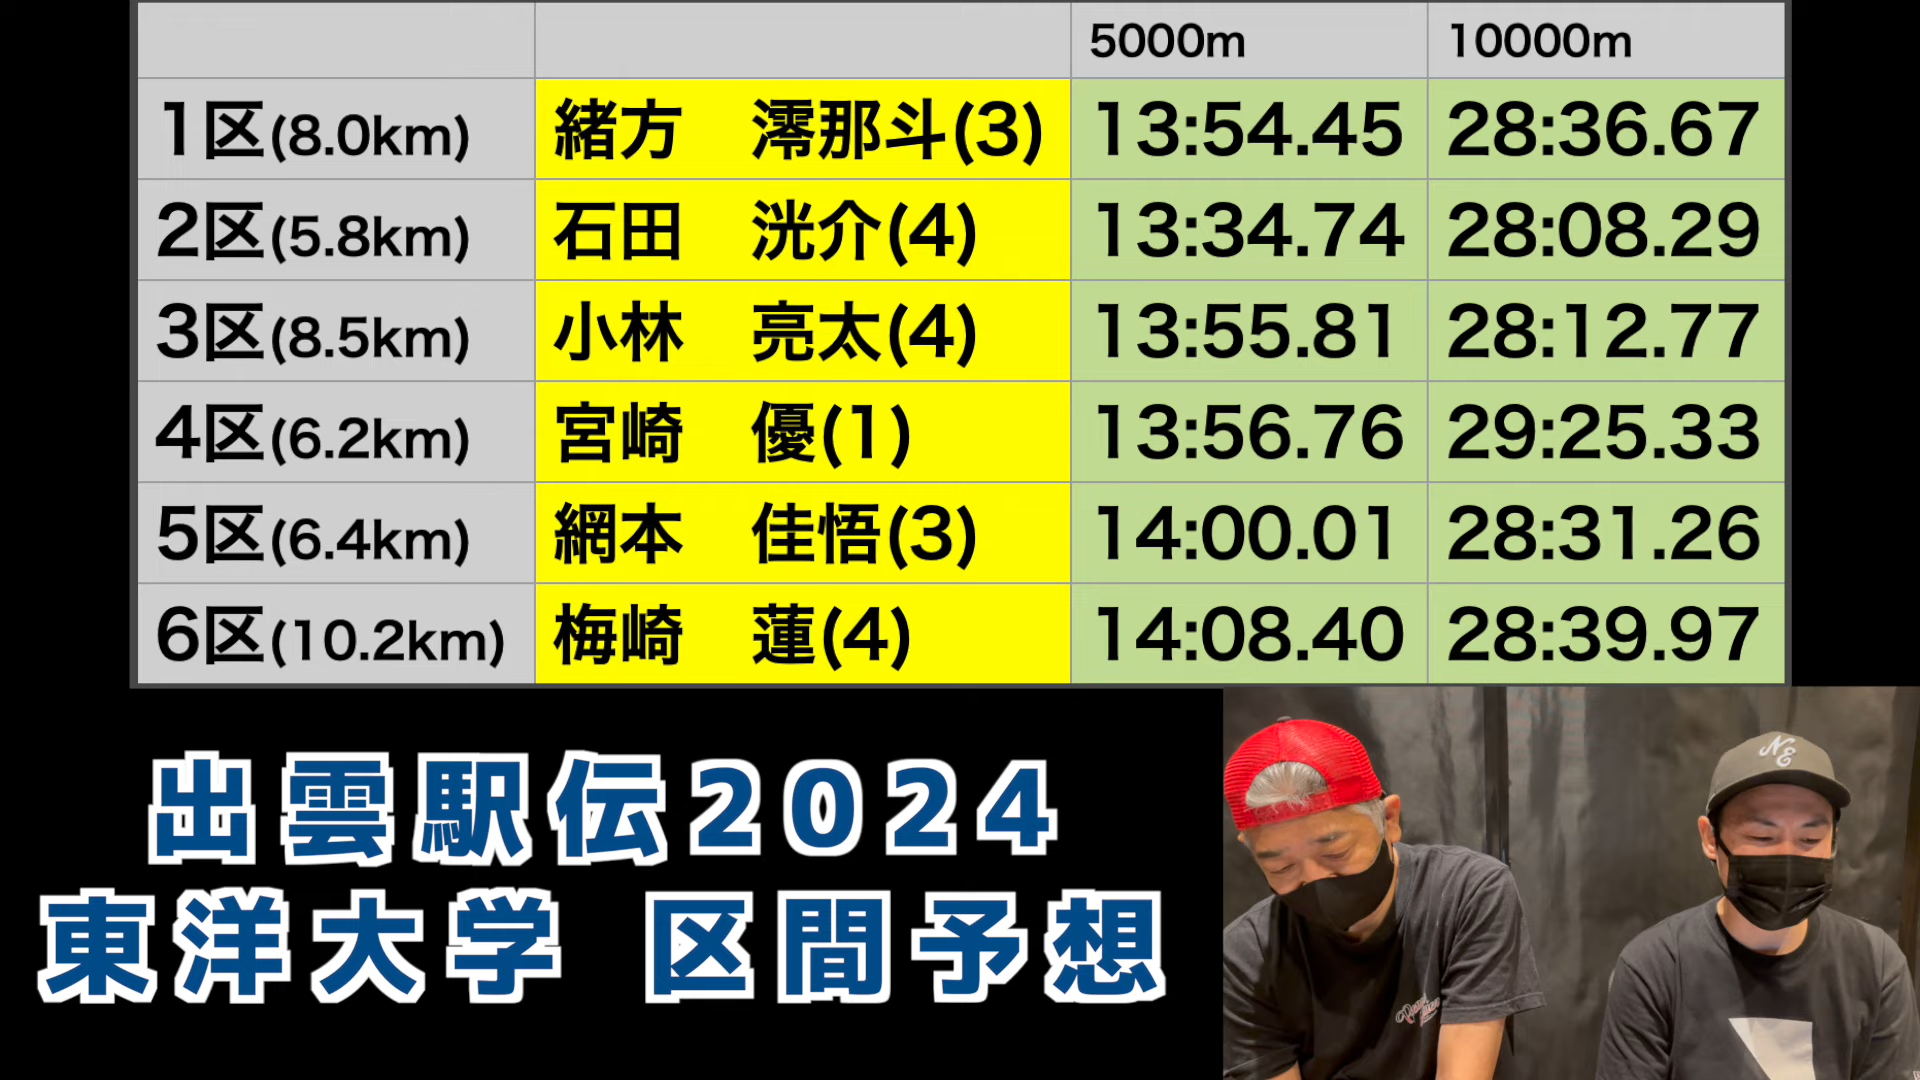 5000m 10000m
1区(8.0km) 緒方 澪那斗(3) 13:54.45 28:36.67
2区(5.8km) 石田 洸介(4) 13:34.74 28:08.29
3区(8.5km) 小林 亮太(4) 13:55.81 28:12.77
4区(6.2km) 宮崎 優(1) 13:56.76 29:25.33
5区(6.4km) 網本 佳悟(3) 14:00.01 28:31.26
6区(10.2km) 梅崎 蓮(4) 14:08.40 28:39.97
出雲駅伝2024
東洋大学 区間予想
NE